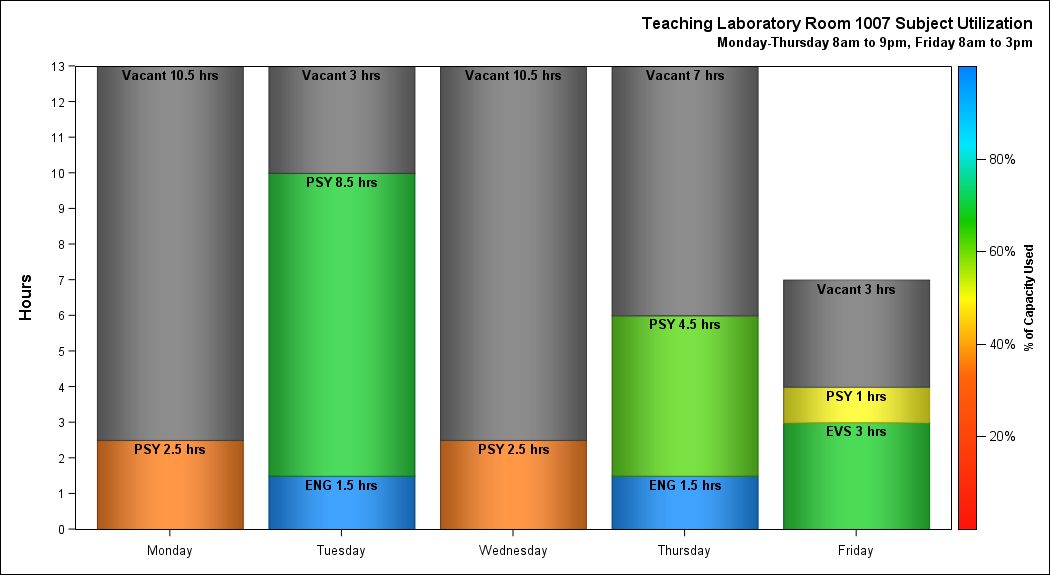 Teaching Laboratory Room 1007 Subject Utilization
Monday-Thursday 8am to 9pm, Friday 8am to 3pm
Hours
13
12
11
10
9
8
7
6
5
4
3
2
1
0
Vacant 10.5 hrs
PSY 2.5 hrs
Vacant 3 hrs
PSY 8.5 hrs
ENG 1.5 hrs
Vacant 10.5 hrs
PSY 2.5 hrs
Vacant 7 hrs
PSY 4.5 hrs
ENG 1.5 hrs
Vacant 3 hrs
PSY 1 hrs
EVS 3 hrs
Monday
Tuesday
Wednesday
Thursday
Friday
80%
60%
40%
20%
% of Capacity Used